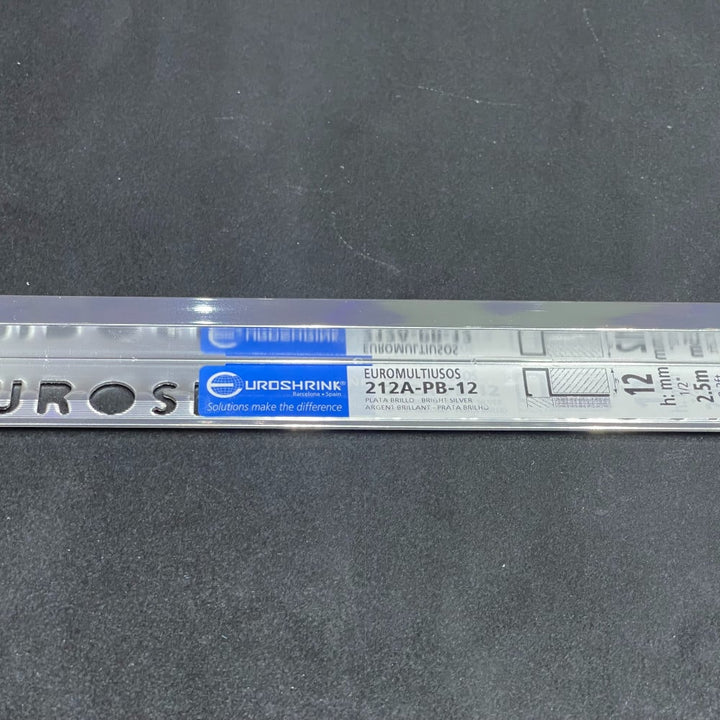 UROS
EUROSHRINK®
Barcelona • Spain
Solutions make the difference
EUROMULTIUSOS
212A-PB-12
PLATA BRILLO - BRIGHT SILVER
ARGENT BRILLANT - PRATA BRILHO
12
h: mm
1/2"
2.5m